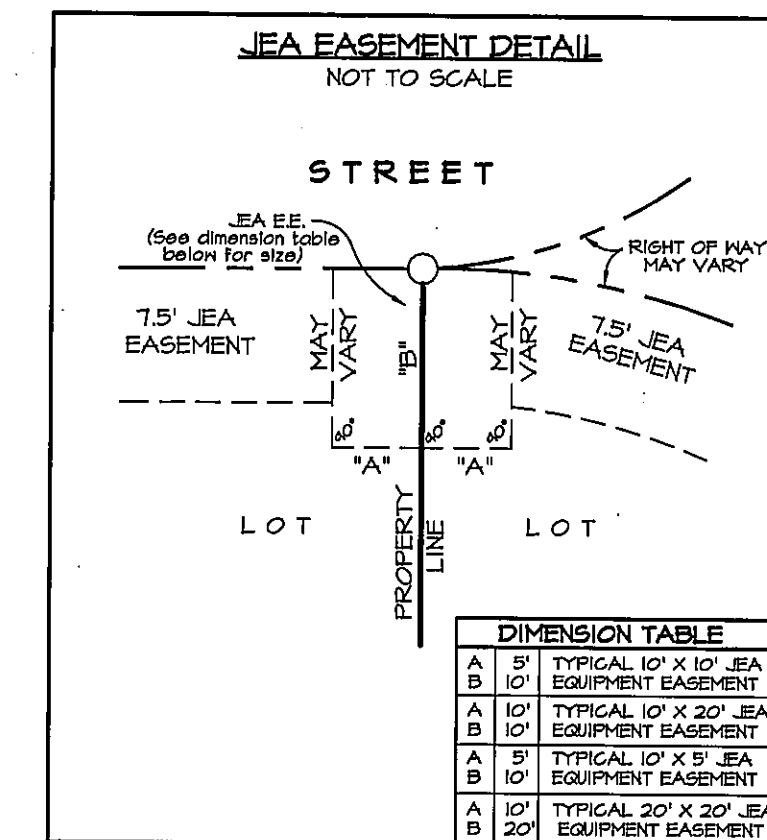 JEA EASEMENT DETAIL
NOT TO SCALE
STREET
JEA E.E.
(See dimension table
below for size)
RIGHT OF WAY
MAY VARY
7.5' JEA
EASEMENT
MAY
VARY
"B"
MAY
VARY
7.5' JEA
EASEMENT
90°
90°
90°
"A"
"A"
LOT
PROPERTY
LINE
LOT
DIMENSION TABLE
A 5' TYPICAL 10' X 10' JEA
B 10' EQUIPMENT EASEMENT
A 10' TYPICAL 10' X 20' JEA
B 10' EQUIPMENT EASEMENT
A 5' TYPICAL 10' X 5' JEA
B 10' EQUIPMENT EASEMENT
A 10' TYPICAL 20' X 20' JEA
B 20' EQUIPMENT EASEMENT